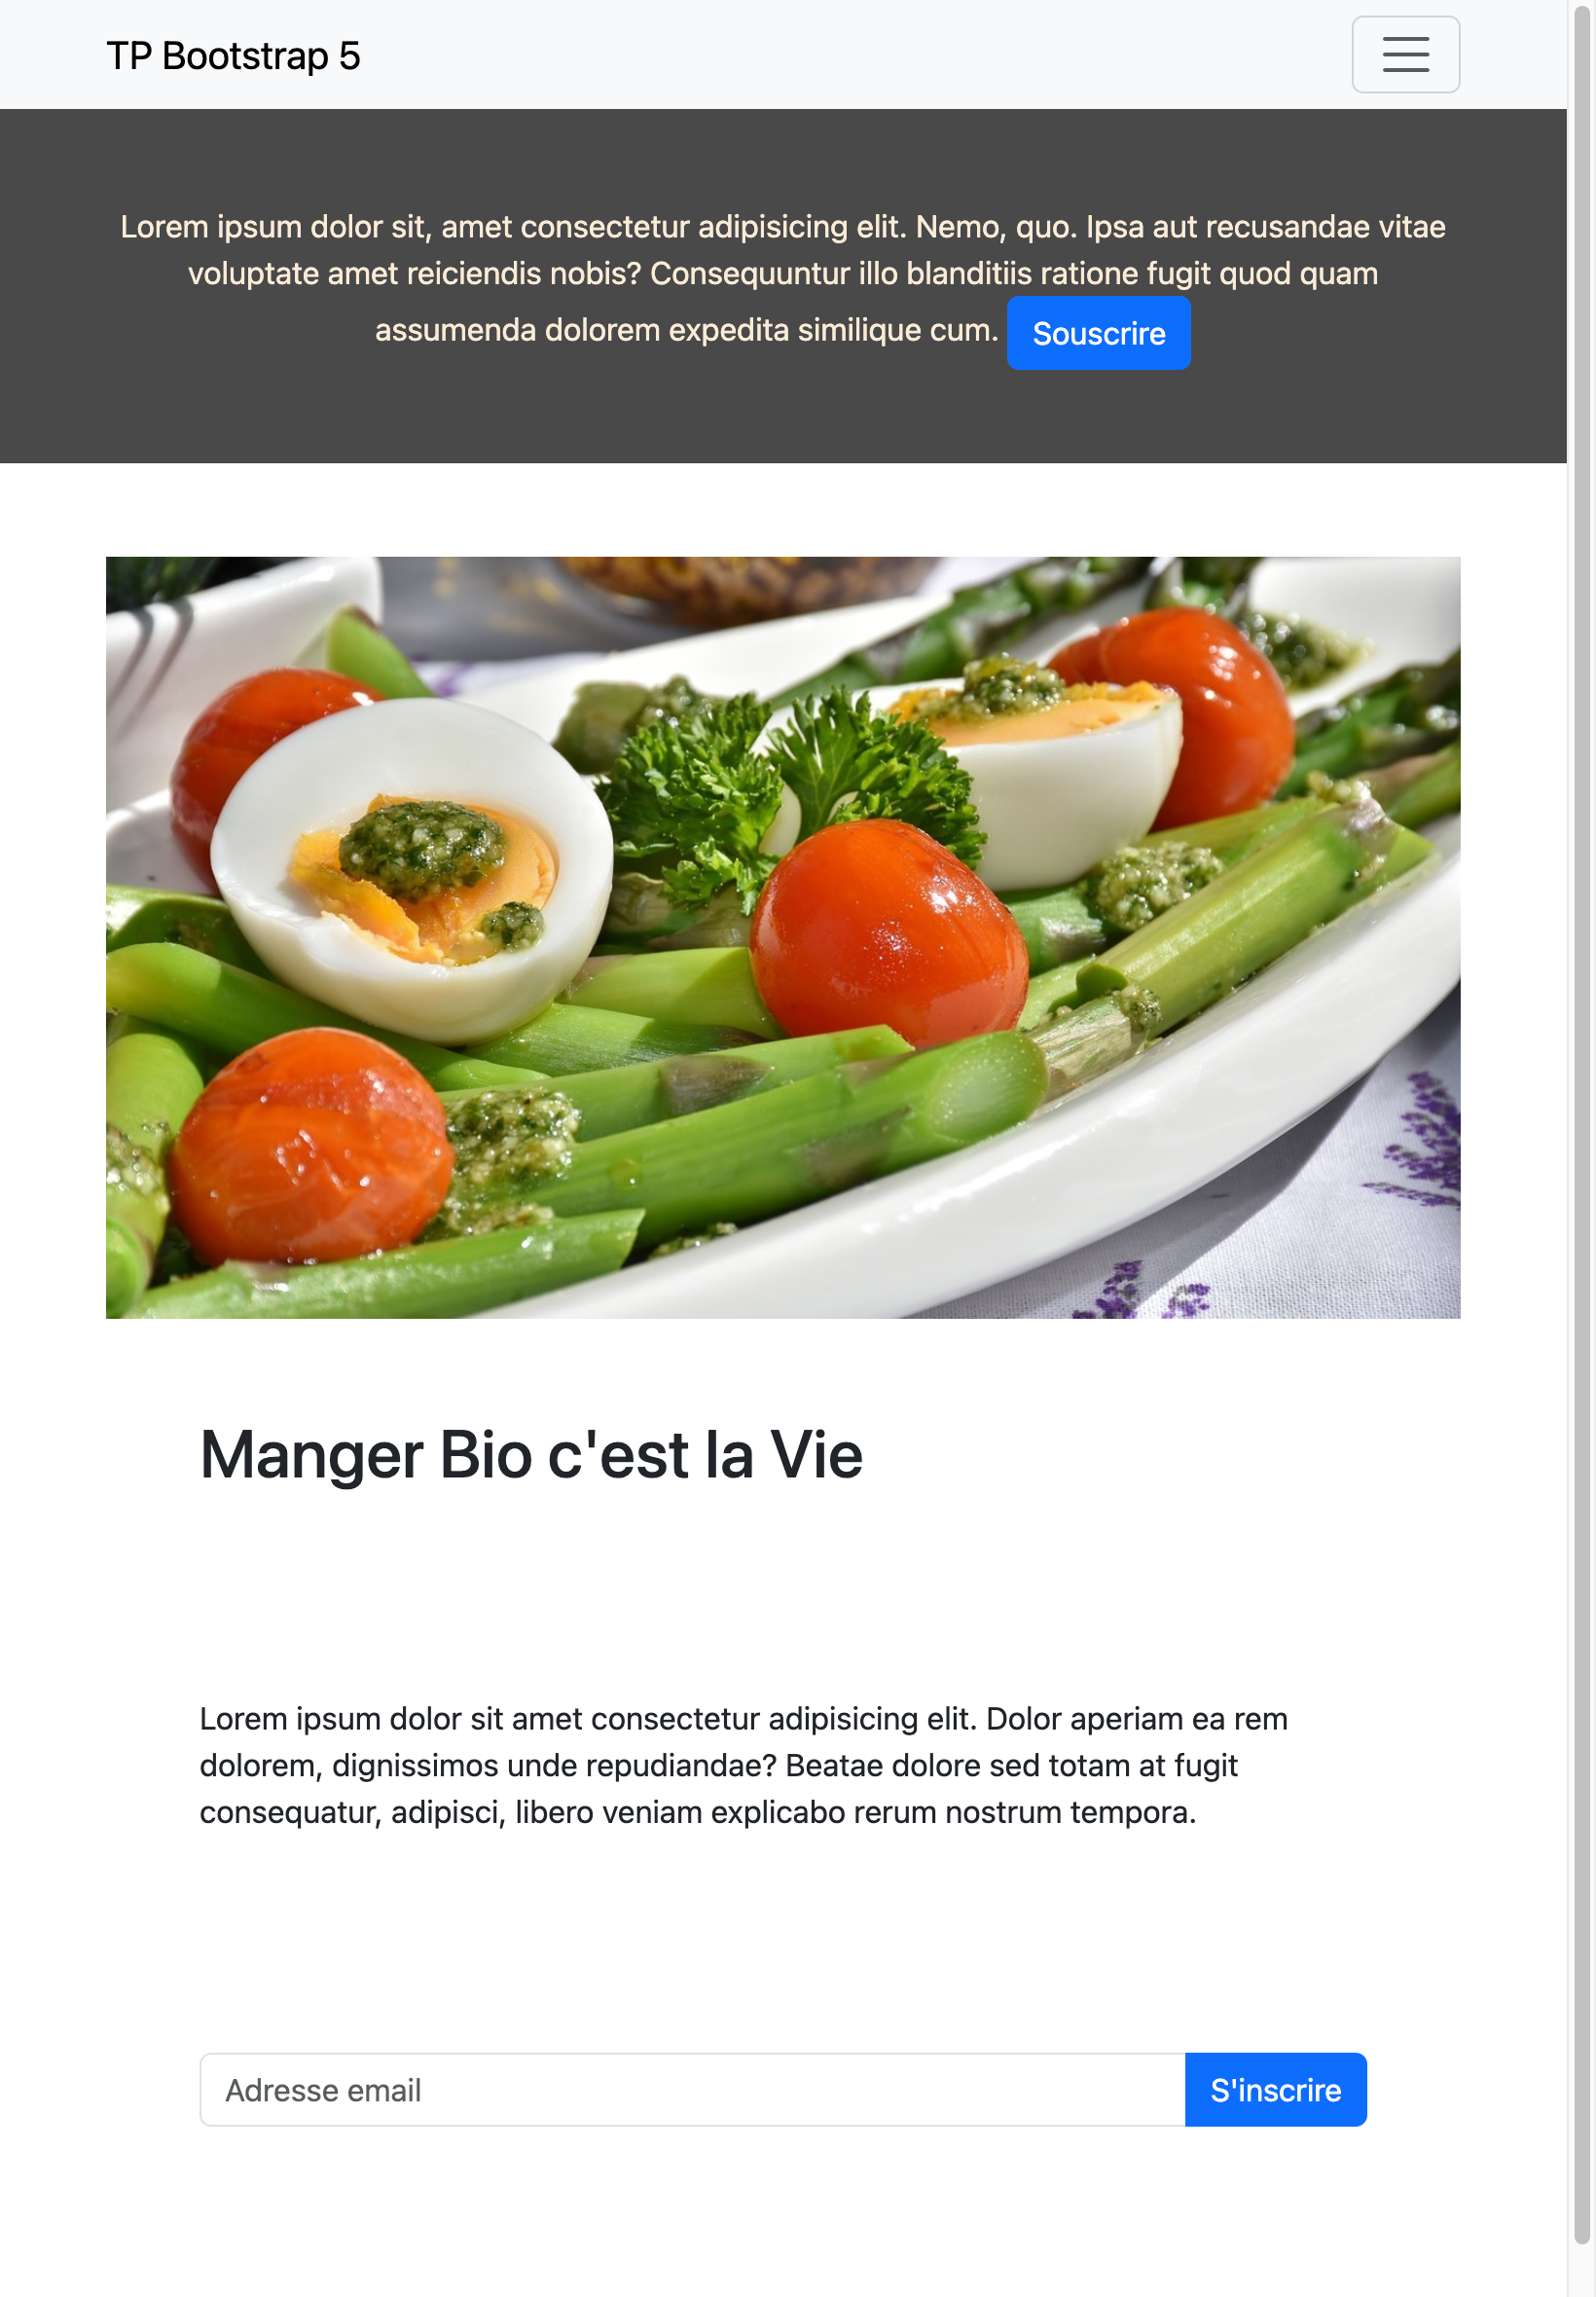 TP Bootstrap 5
Lorem ipsum dolor sit, amet consectetur adipisicing elit. Nemo, quo. Ipsa aut recusandae vitae
voluptate amet reiciendis nobis? Consequuntur illo blanditiis ratione fugit quod quam
assumenda dolorem expedita similique cum. Souscrire
Manger Bio c'est la Vie
Lorem ipsum dolor sit amet consectetur adipisicing elit. Dolor aperiam ea rem
dolorem, dignissimos unde repudiandae? Beatae dolore sed totam at fugit
consequatur, adipisci, libero veniam explicabo rerum nostrum tempora.
Adresse email S'inscrire